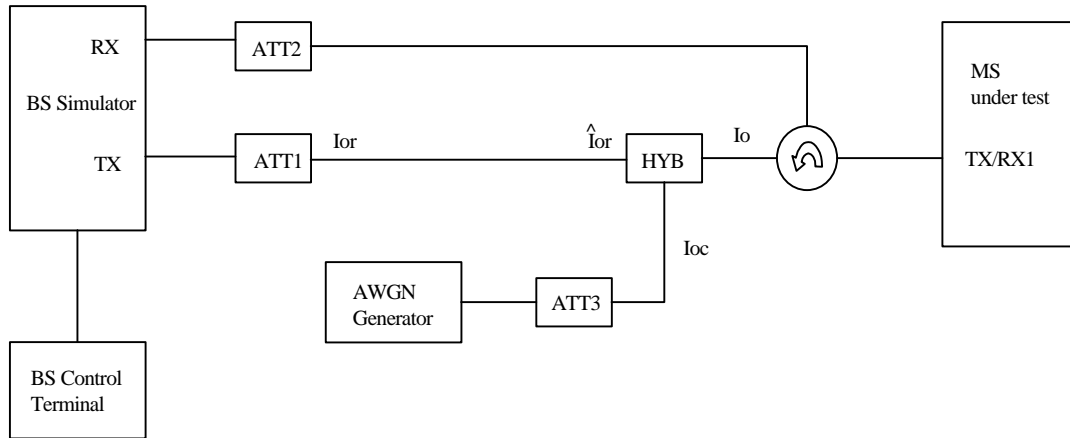 RX
ATT2
MS
under test
BS Simulator
TX
ATT1
Ior
Îor
HYB
Io
TX/RX1
Ioc
AWGN
Generator
ATT3
BS Control
Terminal